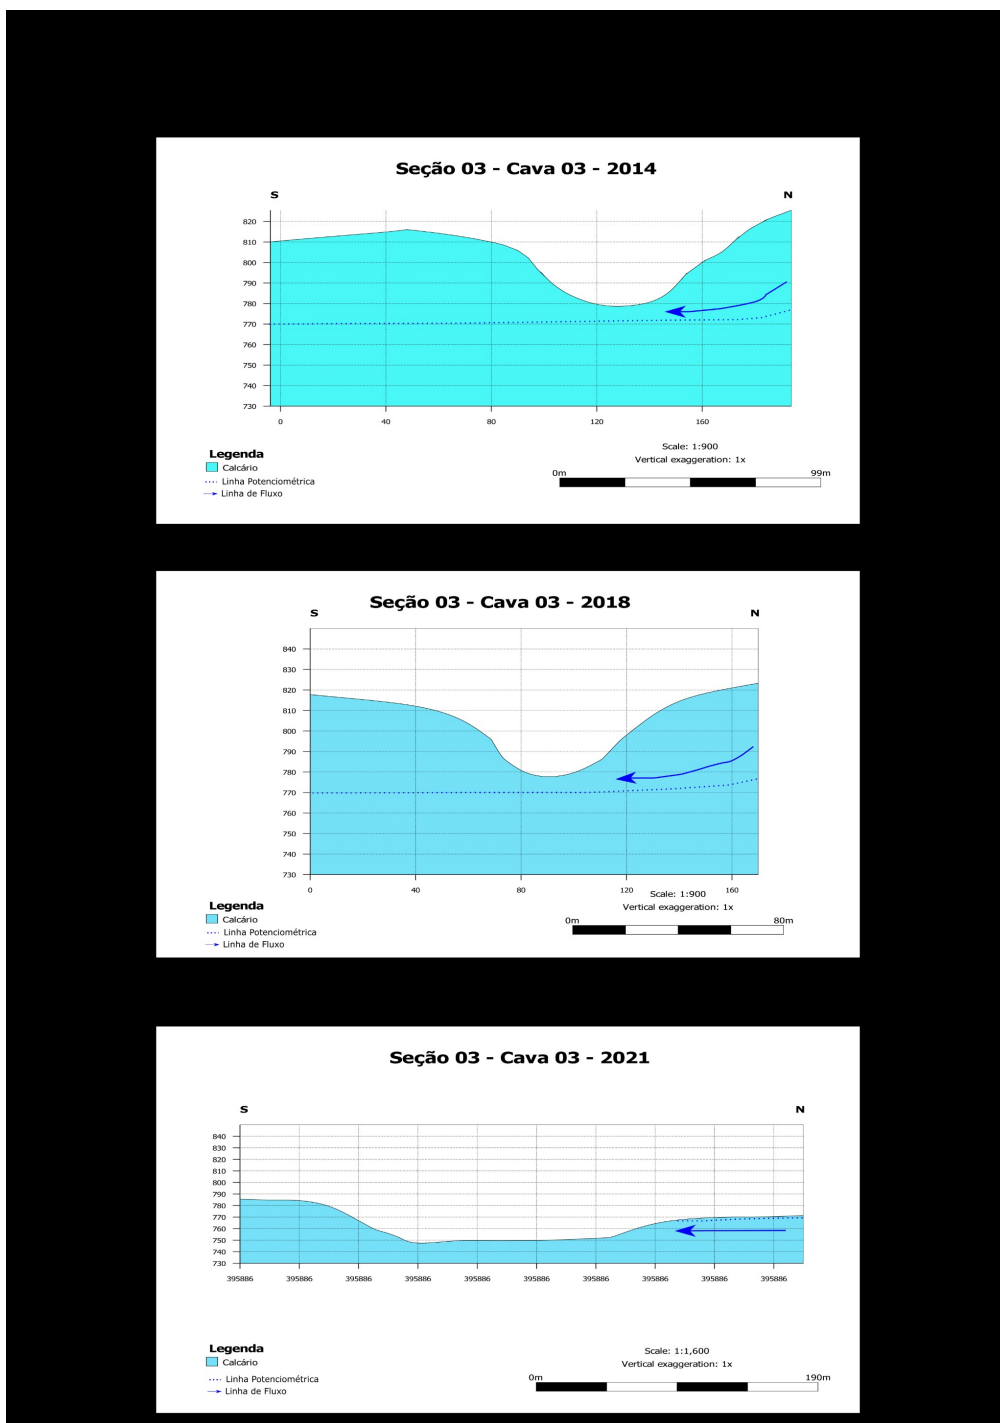 Seção 03 - Cava 03 - 2014
S N
820
810
800
790
780
770
760
750
740
730
0 40 80 120 160
Scale: 1:900
Vertical exaggeration: 1x
0m 99m
Legenda
Calcário
Linha Potenciométrica
Linha de Fluxo
Seção 03 - Cava 03 - 2018
S N
840
830
820
810
800
790
780
770
760
750
740
730
0 40 80 120 160
Scale: 1:900
Vertical exaggeration: 1x
0m 80m
Legenda
Calcário
Linha Potenciométrica
Linha de Fluxo
Seção 03 - Cava 03 - 2021
S N
840
830
820
810
800
790
780
770
760
750
740
730
395886 395886 395886 395886 395886 395886 395886 395886 395886 395886
Legenda
Calcário
Linha Potenciométrica
Linha de Fluxo
Scale: 1:1,600
Vertical exaggeration: 1x
0m 190m